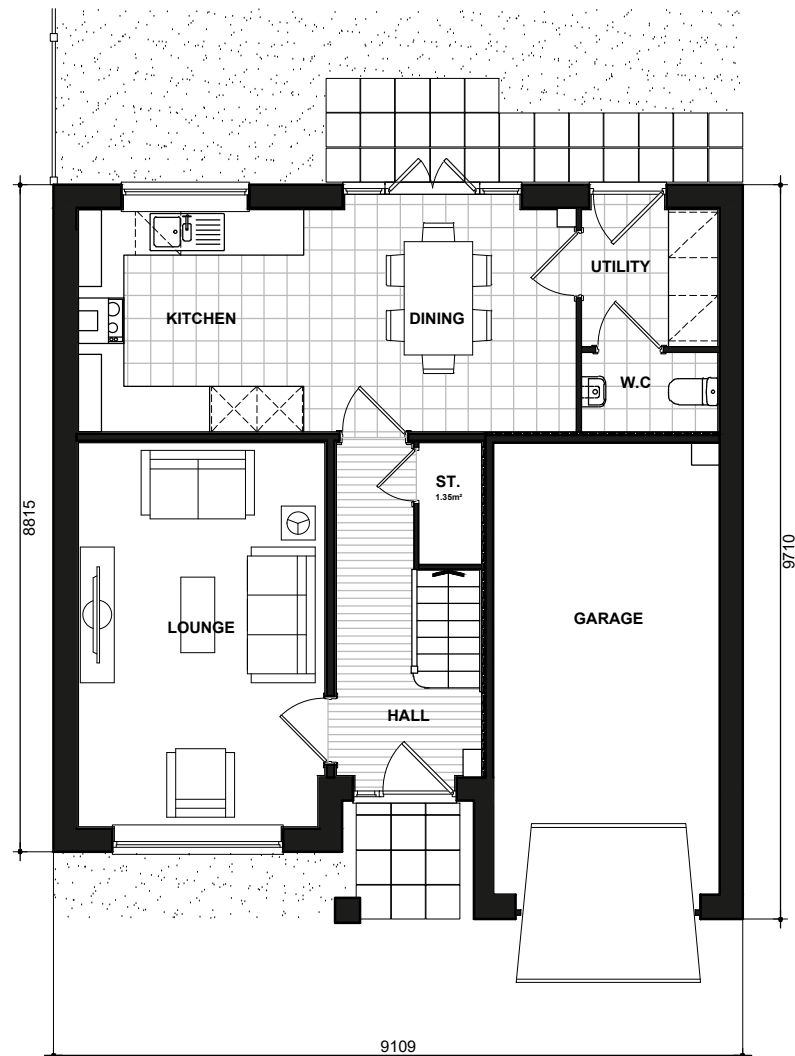 UTILITY
KITCHEN
DINING
W.C
ST.
1.35m²
8815
9710
GARAGE
LOUNGE
HALL
9109